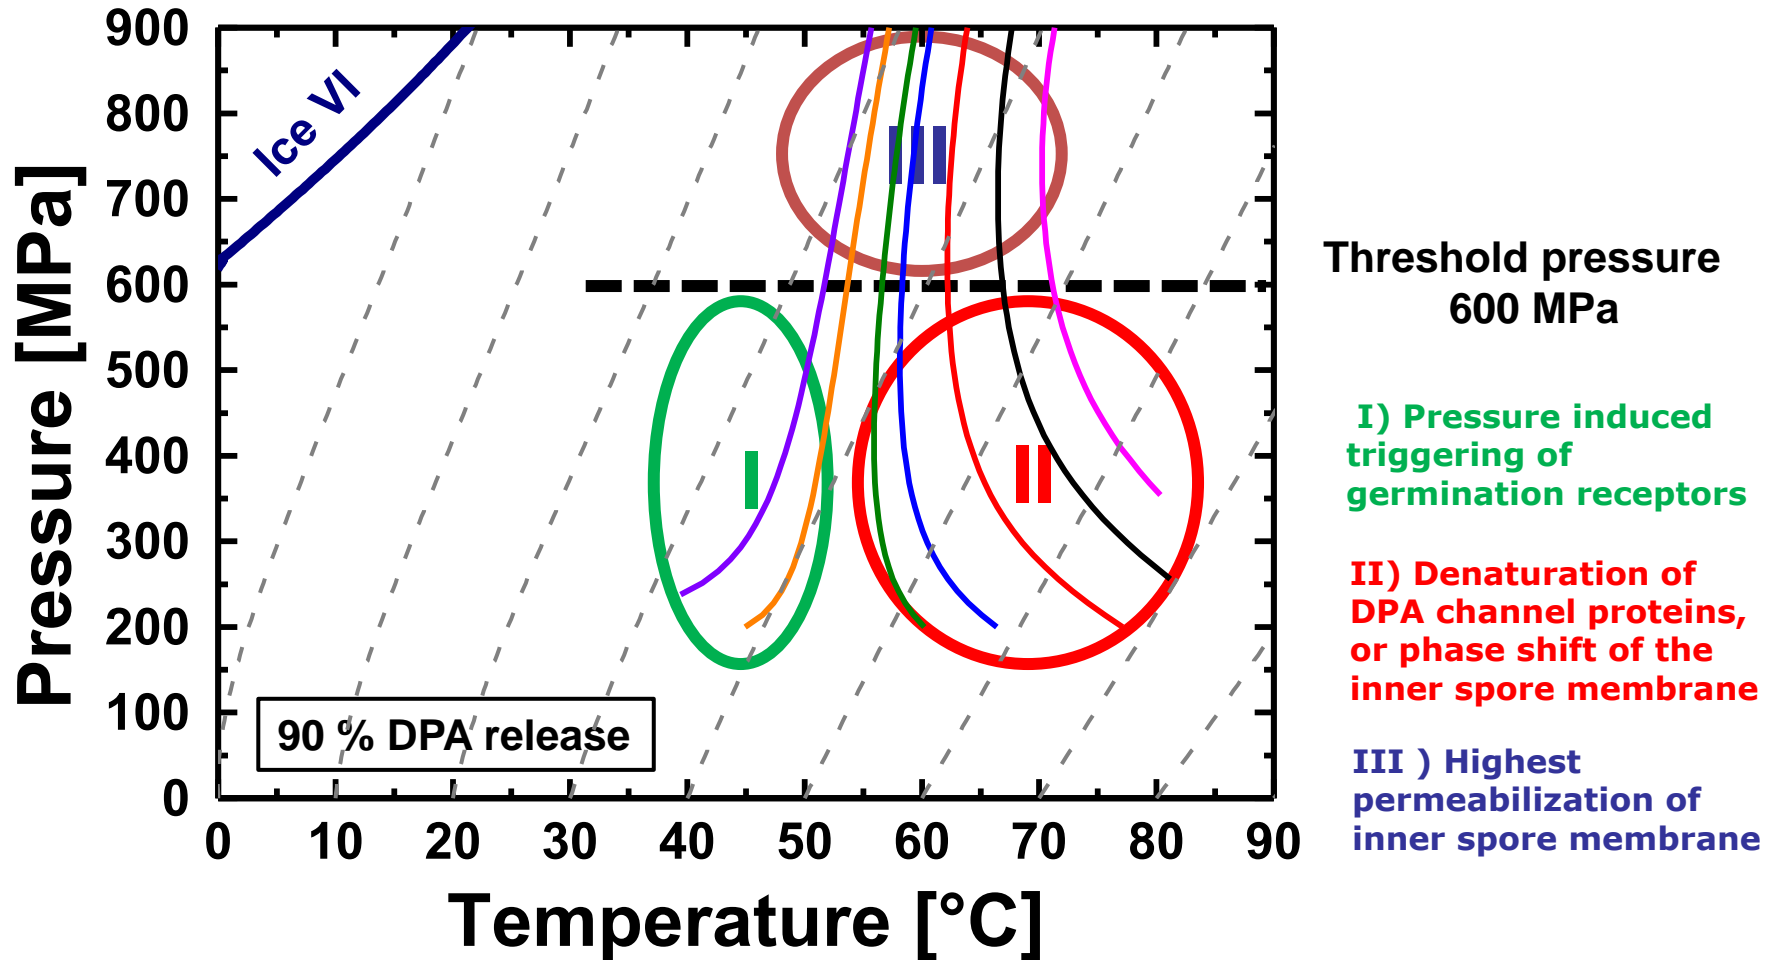 900
800
700
600
500
400
300
200
100
0
Pressure [MPa]
Ice VI
III
I
II
90 % DPA release
0 10 20 30 40 50 60 70 80 90
Temperature [°C]
Threshold pressure
600 MPa
I) Pressure induced
triggering of
germination receptors
II) Denaturation of
DPA channel proteins,
or phase shift of the
inner spore membrane
III ) Highest
permeabilization of
inner spore membrane